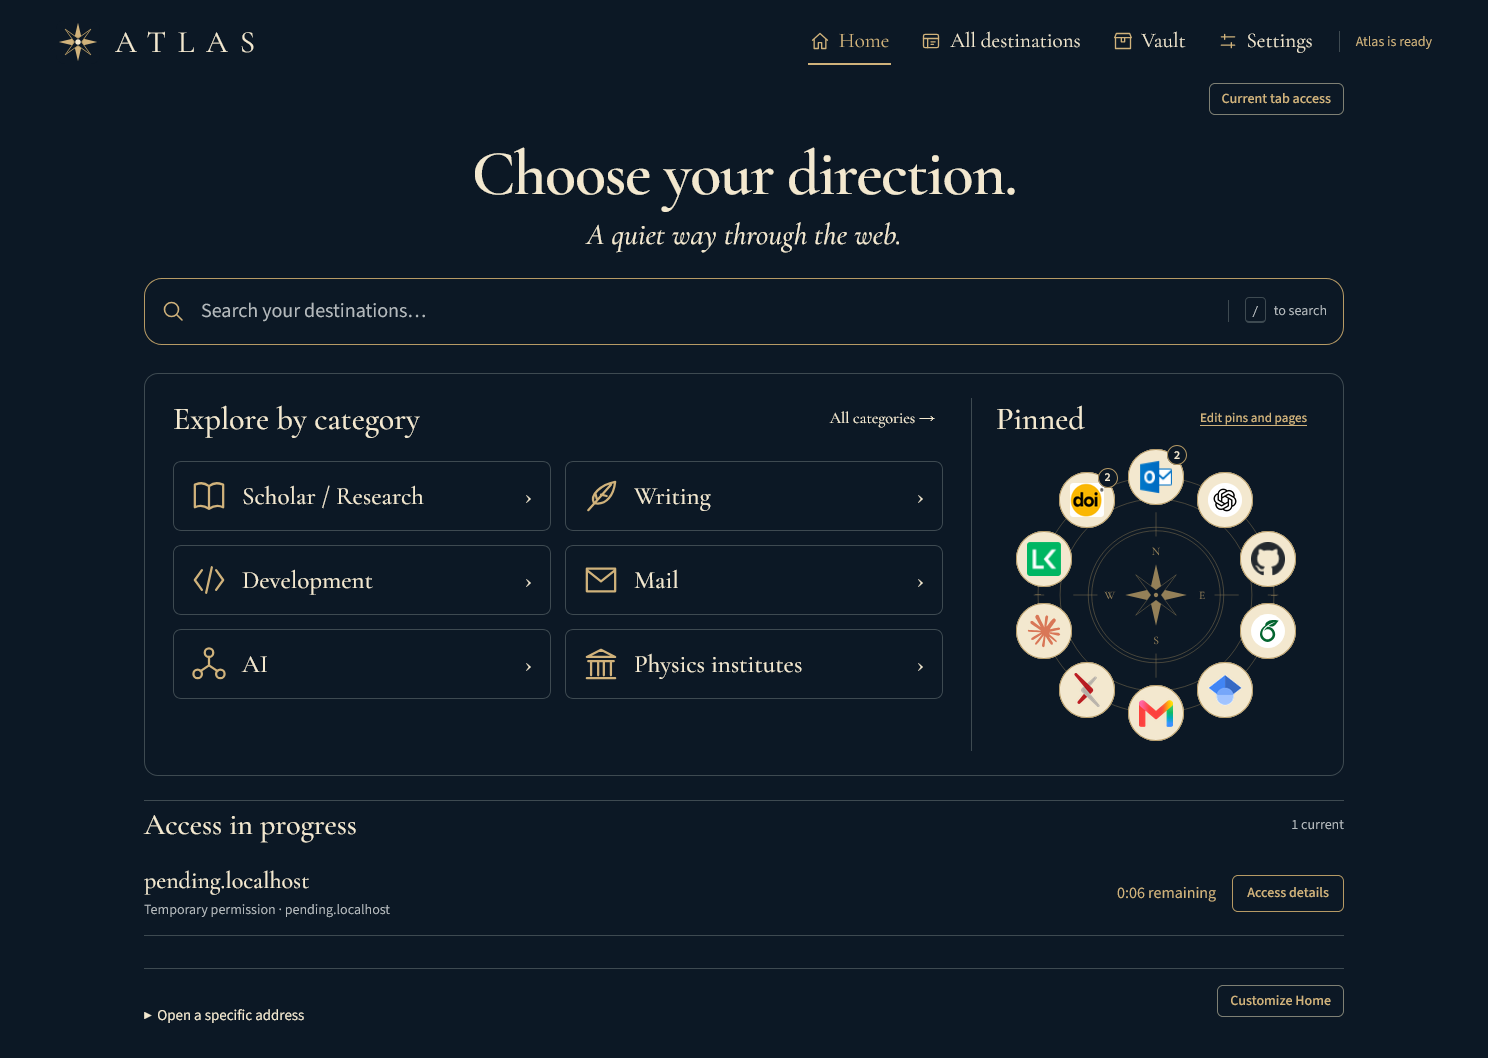 ATLAS
Home
All destinations
Vault
Settings
Atlas is ready
Current tab access
Choose your direction.
A quiet way through the web.
Search your destinations…
/ to search
Explore by category
All categories →
Scholar / Research ›
Writing ›
Development ›
Mail ›
AI ›
Physics institutes ›
Pinned
Edit pins and pages
2
2
doi
O
LK
N
W
E
S
Access in progress
1 current
pending.localhost
Temporary permission · pending.localhost
0:06 remaining
Access details
Customize Home
▸ Open a specific address